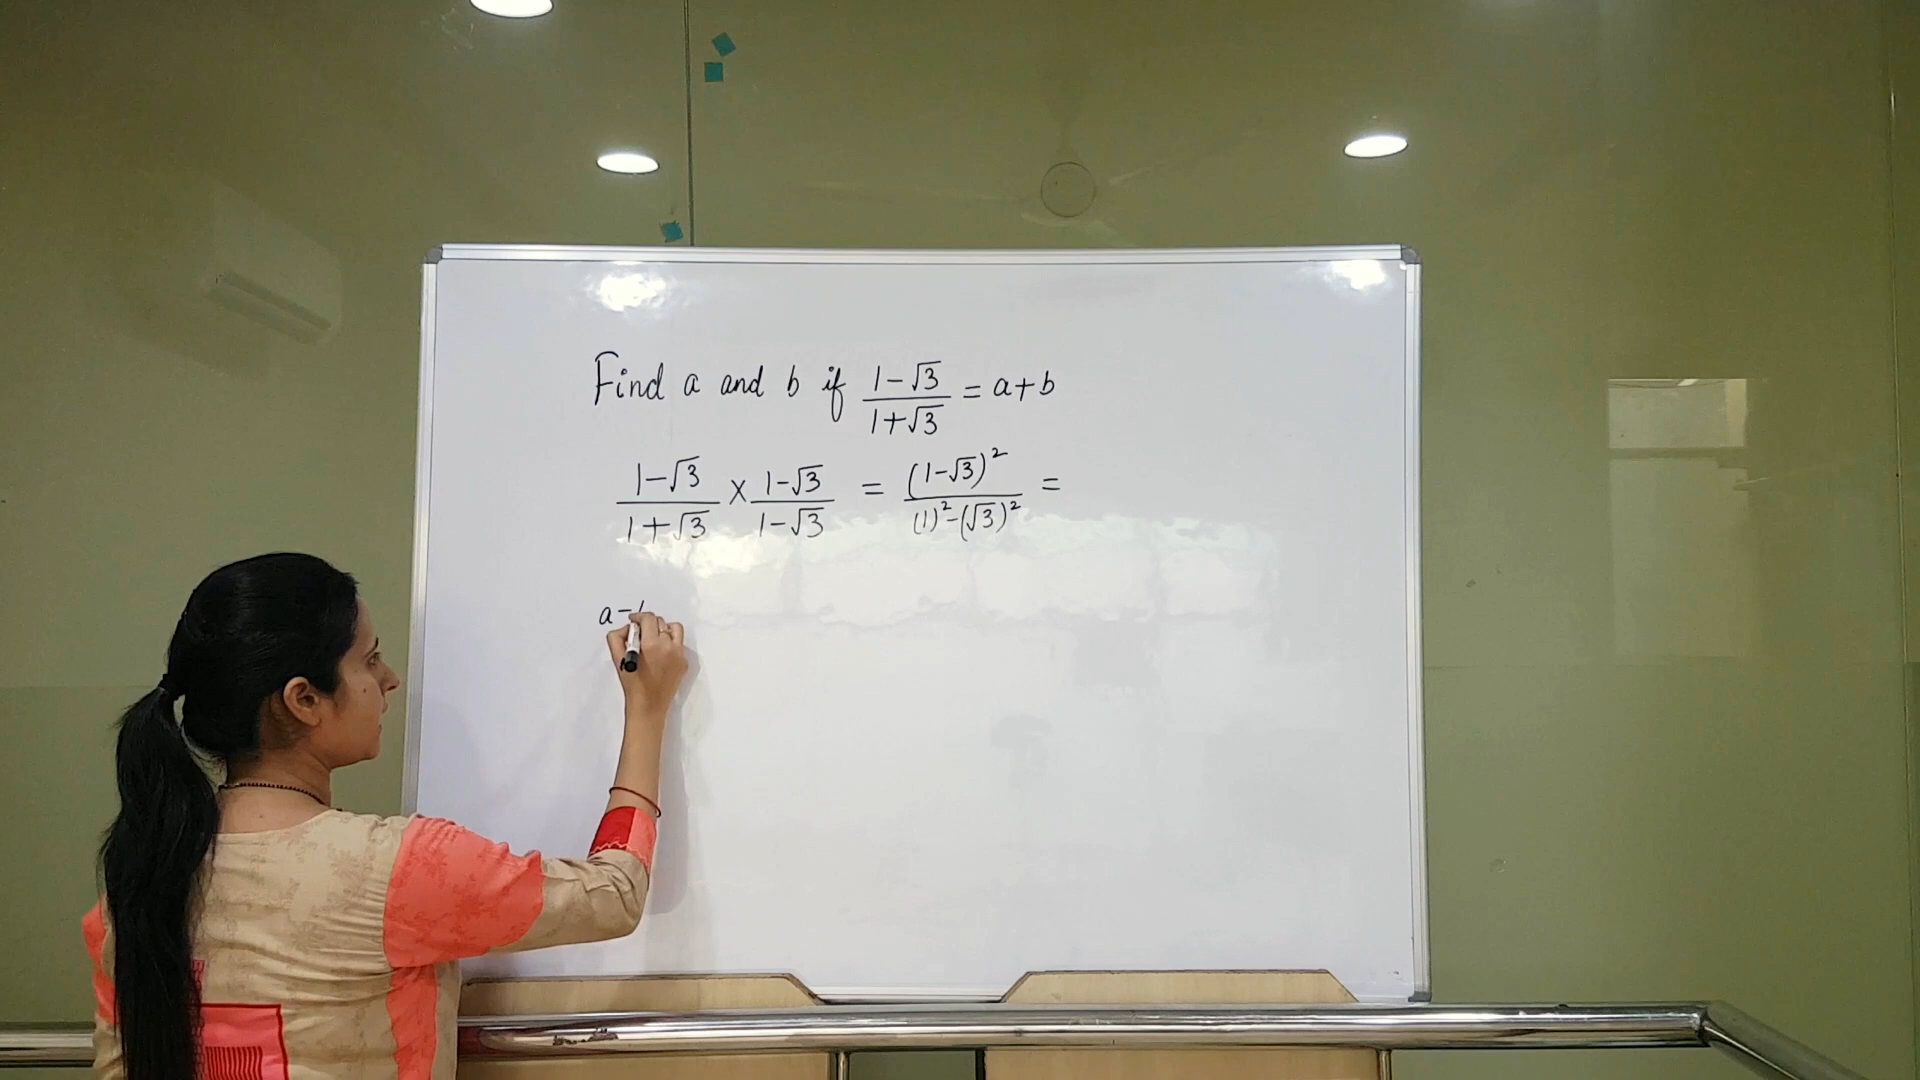 Find a and b if (1-√3)/(1+√3) = a+b
(1-√3)/(1+√3) × (1-√3)/(1-√3) = (1-√3)²/((1)²-(√3)²) =
a -